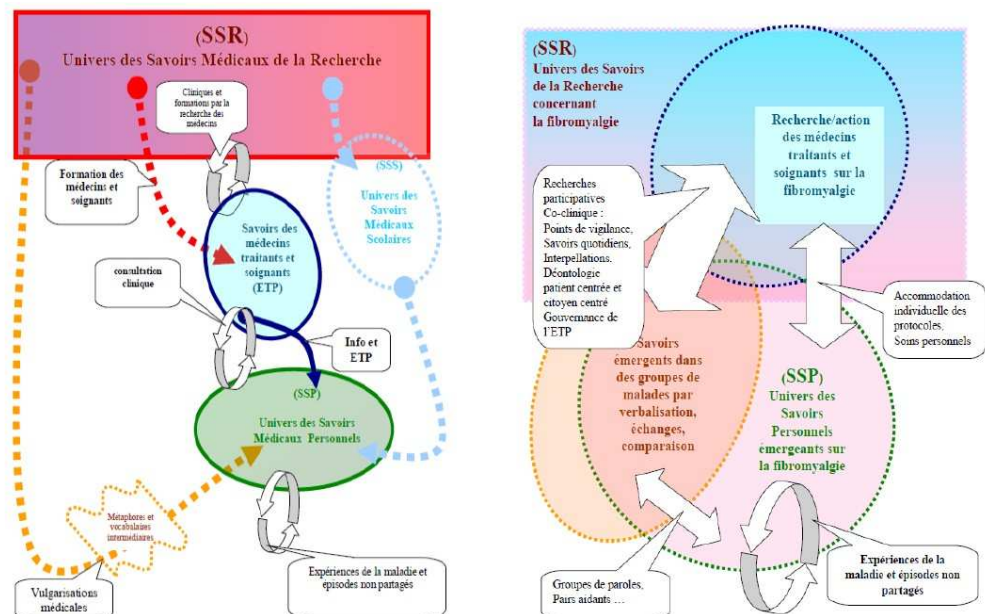 (SSR)
Univers des Savoirs Médicaux de la Recherche
Cliniques et
formations par la
recherche des
médecins
Formation des
médecins et
soignants
(SSS)
Univers des
Savoirs
Médicaux
Scolaires
Savoirs des
médecins
traitants et
soignants
(ETP)
consultation
clinique
Info et
ETP
(SSP)
Univers des Savoirs
Médicaux Personnels
Métaphores et
vocabulaires
intermédiaires
Vulgarisations
médicales
Expériences de la maladie et
épisodes non partagés
(SSR)
Univers des Savoirs
de la Recherche
concernant
la fibromyalgie
Recherche/action
des médecins
traitants et
soignants sur la
fibromyalgie
Recherches
participatives
Co-clinique :
Points de vigilance,
Savoirs quotidiens,
Interpellations.
Déontologie
patient centrée et
citoyen centré
Gouvernance de
l'ETP
Accommodation
individuelle des
protocoles,
Soins personnels
Savoirs
émergents dans
des groupes de
malades par
verbalisation,
échanges,
comparaison
(SSP)
Univers des
Savoirs
Personnels
émergeants sur
la fibromyalgie
Groupes de paroles,
Pairs aidants …
Expériences de la
maladie et épisodes non
partagés